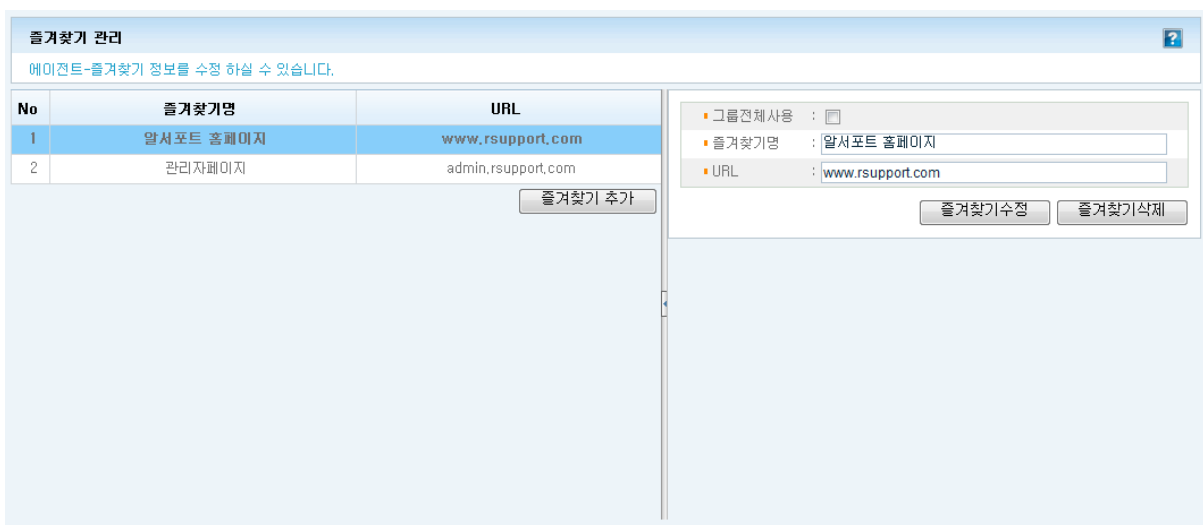 즐겨찾기 관리
?
에이전트-즐겨찾기 정보를 수정 하실 수 있습니다.
No 즐겨찾기명 URL
1 알서포트 홈페이지 www.rsupport.com
2 관리자페이지 admin.rsupport.com
즐겨찾기 추가
그룹전체사용 :
즐겨찾기명 : 알서포트 홈페이지
URL : www.rsupport.com
즐겨찾기수정 즐겨찾기삭제